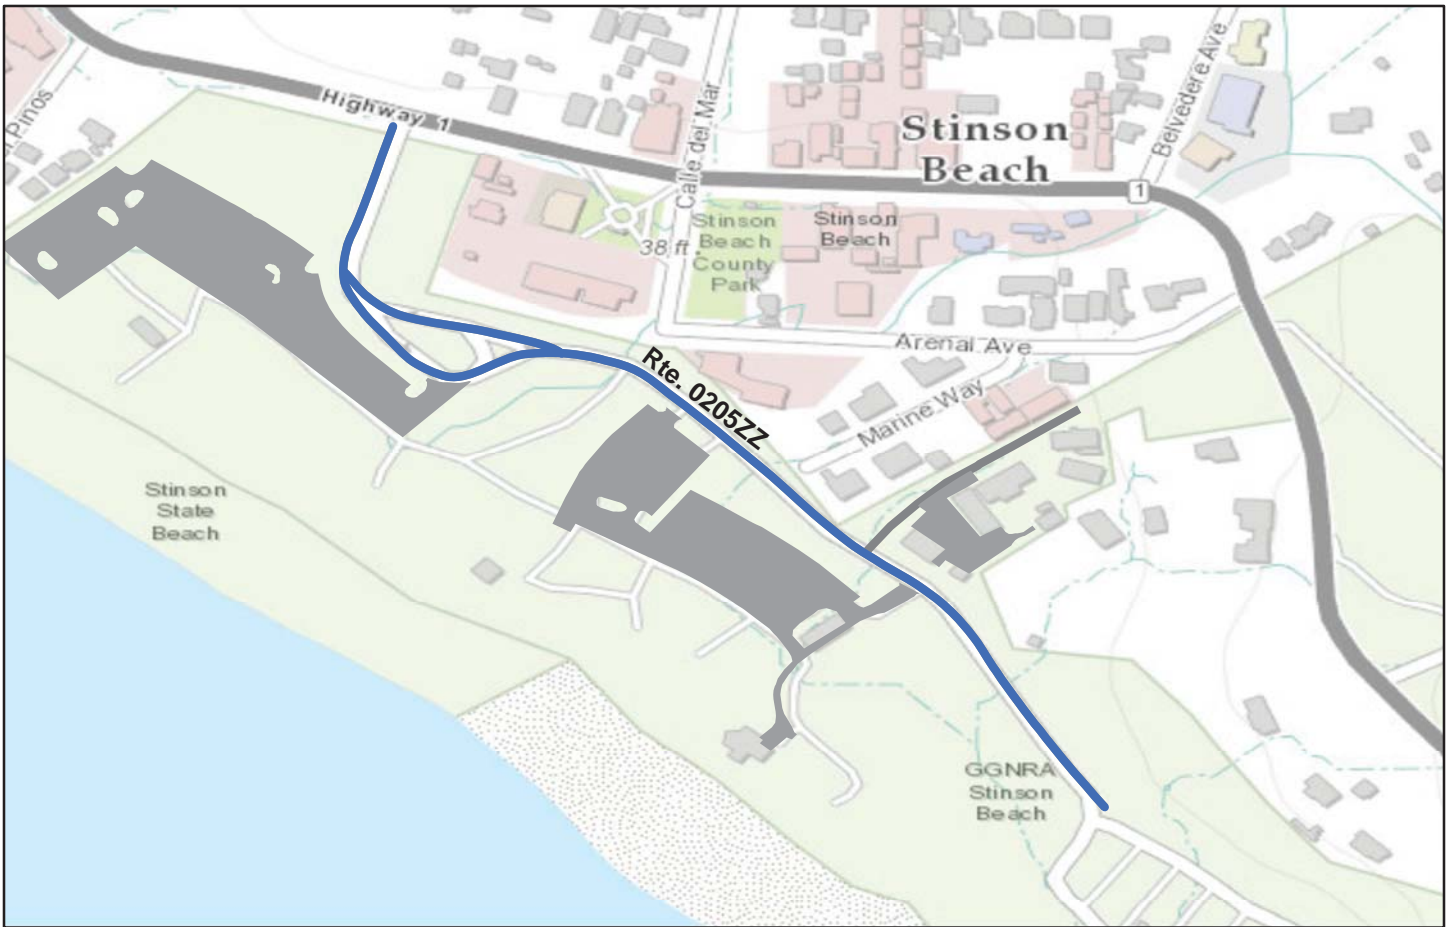 Pinos
Highway 1
Calle del Mar
Belvedere Ave
Stinson
Beach
1
Stinson
Beach
County
Park
Stinson
Beach
38 ft
Arenal Ave
Marine Way
Rte. 0205ZZ
Stinson
State
Beach
GGNRA
Stinson
Beach